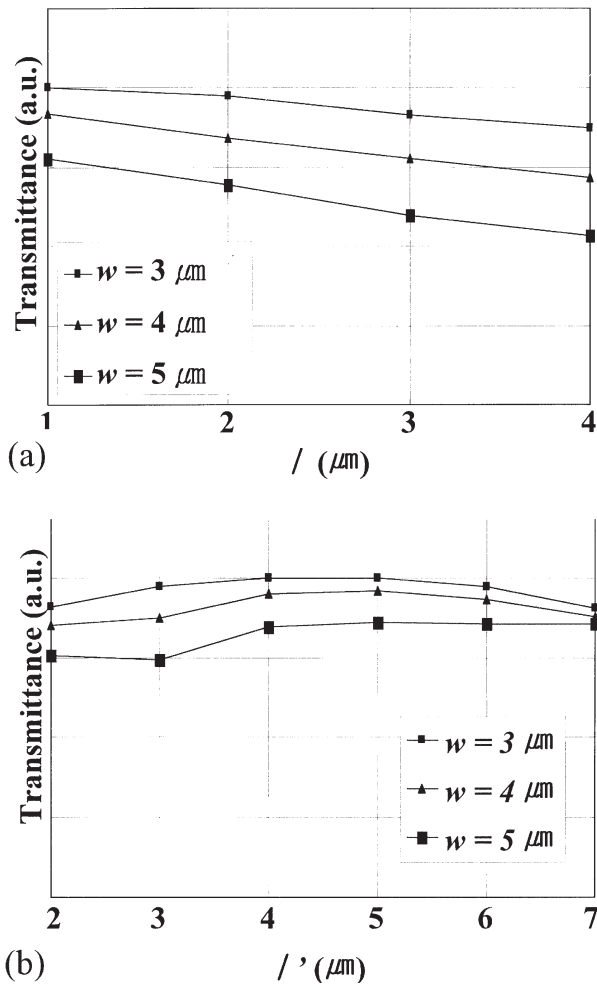 Transmittance (a.u.)
w = 3 μm
w = 4 μm
w = 5 μm
1 2 3 4
(a)
l (μm)
Transmittance (a.u.)
w = 3 μm
w = 4 μm
w = 5 μm
2 3 4 5 6 7
(b)
l ’ (μm)